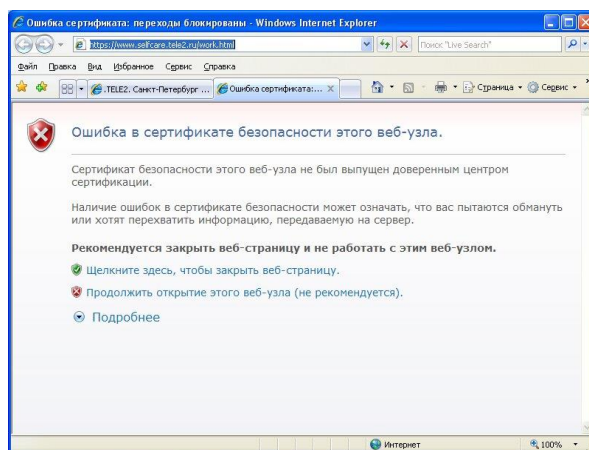 Ошибка сертификата: переходы блокированы - Windows Internet Explorer
https://www.selfcare.tele2.ru/work.html
Поиск "Live Search"
Файл Правка Вид Избранное Сервис Справка
.TELE2. Санкт-Петербург ... Ошибка сертификата:... X Страница Сервис
Ошибка в сертификате безопасности этого веб-узла.
Сертификат безопасности этого веб-узла не был выпущен доверенным центром
сертификации.
Наличие ошибок в сертификате безопасности может означать, что вас пытаются обмануть
или хотят перехватить информацию, передаваемую на сервер.
Рекомендуется закрыть веб-страницу и не работать с этим веб-узлом.
Щелкните здесь, чтобы закрыть веб-страницу.
Продолжить открытие этого веб-узла (не рекомендуется).
Подробнее
Интернет 100%